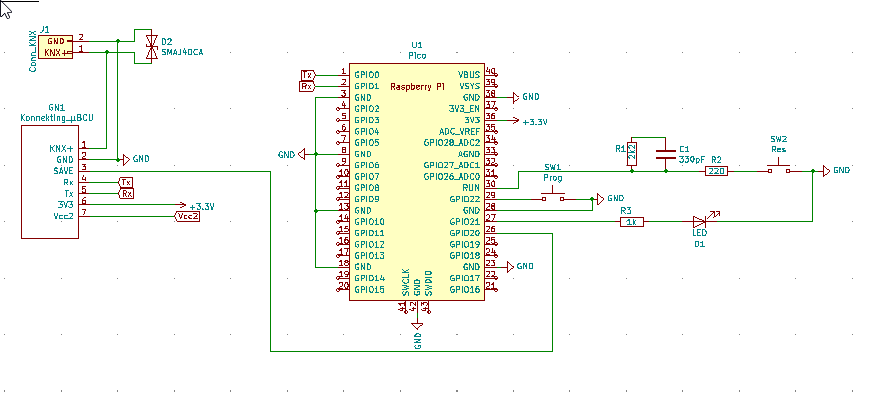 J1
Conn_KNX
GND 2
KNX+ 1
D2
SMAJ40CA
GN1
Konnekting_µBCU
KNX+ 1
GND 2
GND
SAVE 3
Rx 4 Tx
Tx 5 Rx
3V3 6 +3.3V
Vcc2 7 Vcc2
U1
Pico
Raspberry Pi
Tx 1 GPIO0
Rx 2 GPIO1
3 GND
4 GPIO2
5 GPIO3
6 GPIO4
7 GPIO5
GND 8 GND
9 GPIO6
10 GPIO7
11 GPIO8
12 GPIO9
13 GND
14 GPIO10
15 GPIO11
16 GPIO12
17 GPIO13
18 GND
19 GPIO14
20 GPIO15
VBUS 40
VSYS 39
GND 38 GND
3V3_EN 37
3V3 36 +3.3V
ADC_VREF 35
GPIO28_ADC2 34
AGND 33
GPIO27_ADC1 32
GPIO26_ADC0 31
RUN 30
GPIO22 29
GND 28
GPIO21 27
GPIO20 26
GPIO19 25
GPIO18 24
GND 23 GND
GPIO17 22
GPIO16 21
SWCLK 41
GND 42
SWDIO 43
GND
SW1
Prog
GND
R1
2k2
C1
330pF
R2
220
SW2
Res
GND
R3
1k
LED
D1